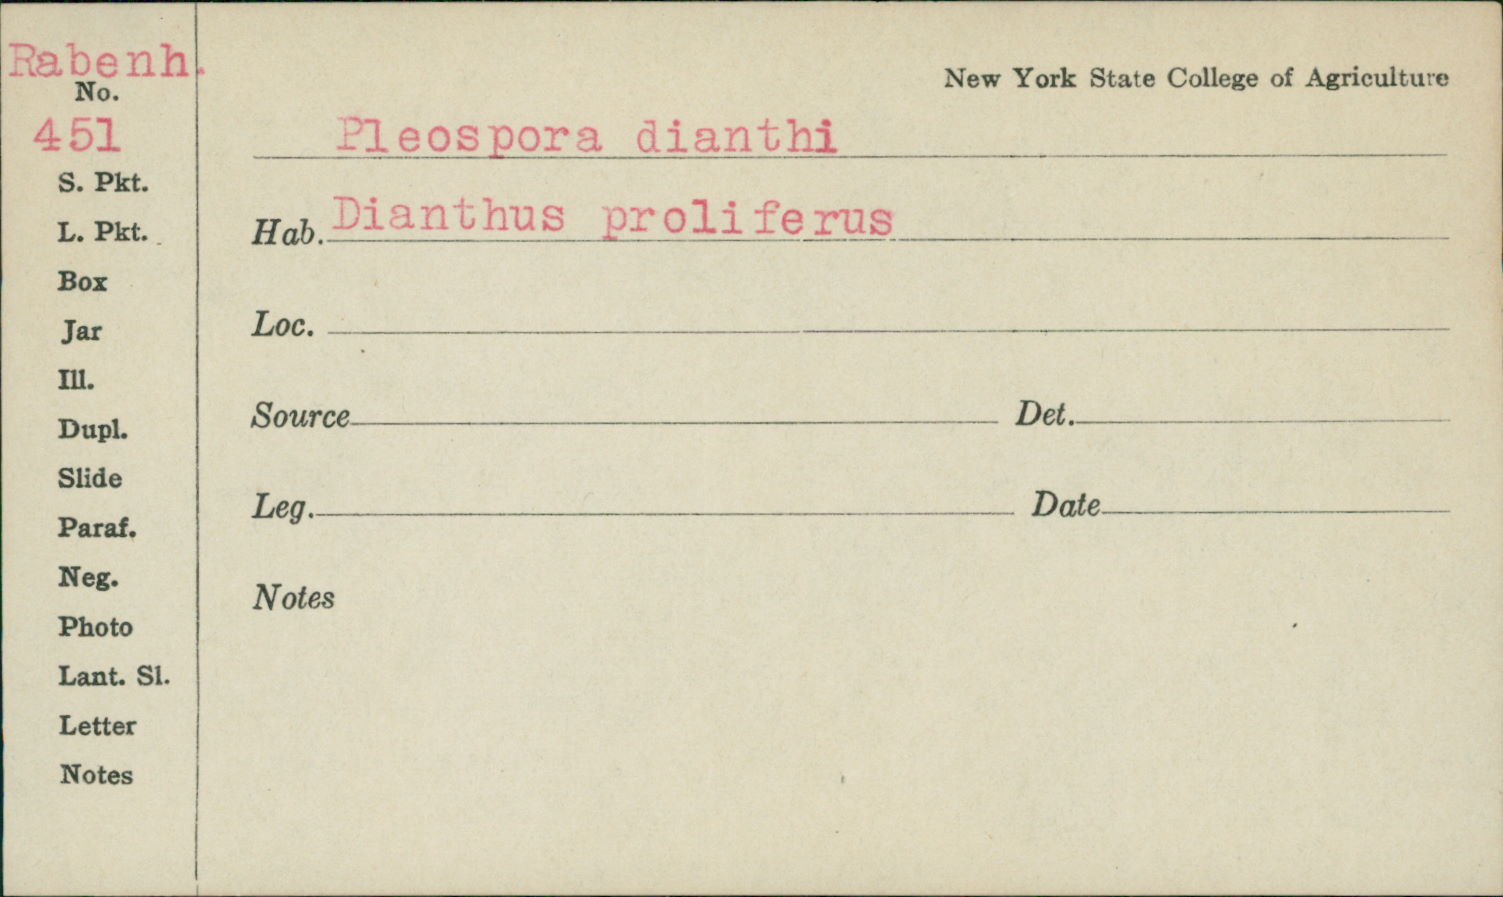 Rabenh.
No.
451
S. Pkt.
L. Pkt.
Box
Jar
Ill.
Dupl.
Slide
Paraf.
Neg.
Photo
Lant. Sl.
Letter
Notes
New York State College of Agriculture
Pleospora dianthi
Hab. Dianthus proliferus
Loc.
Source Det.
Leg. Date
Notes